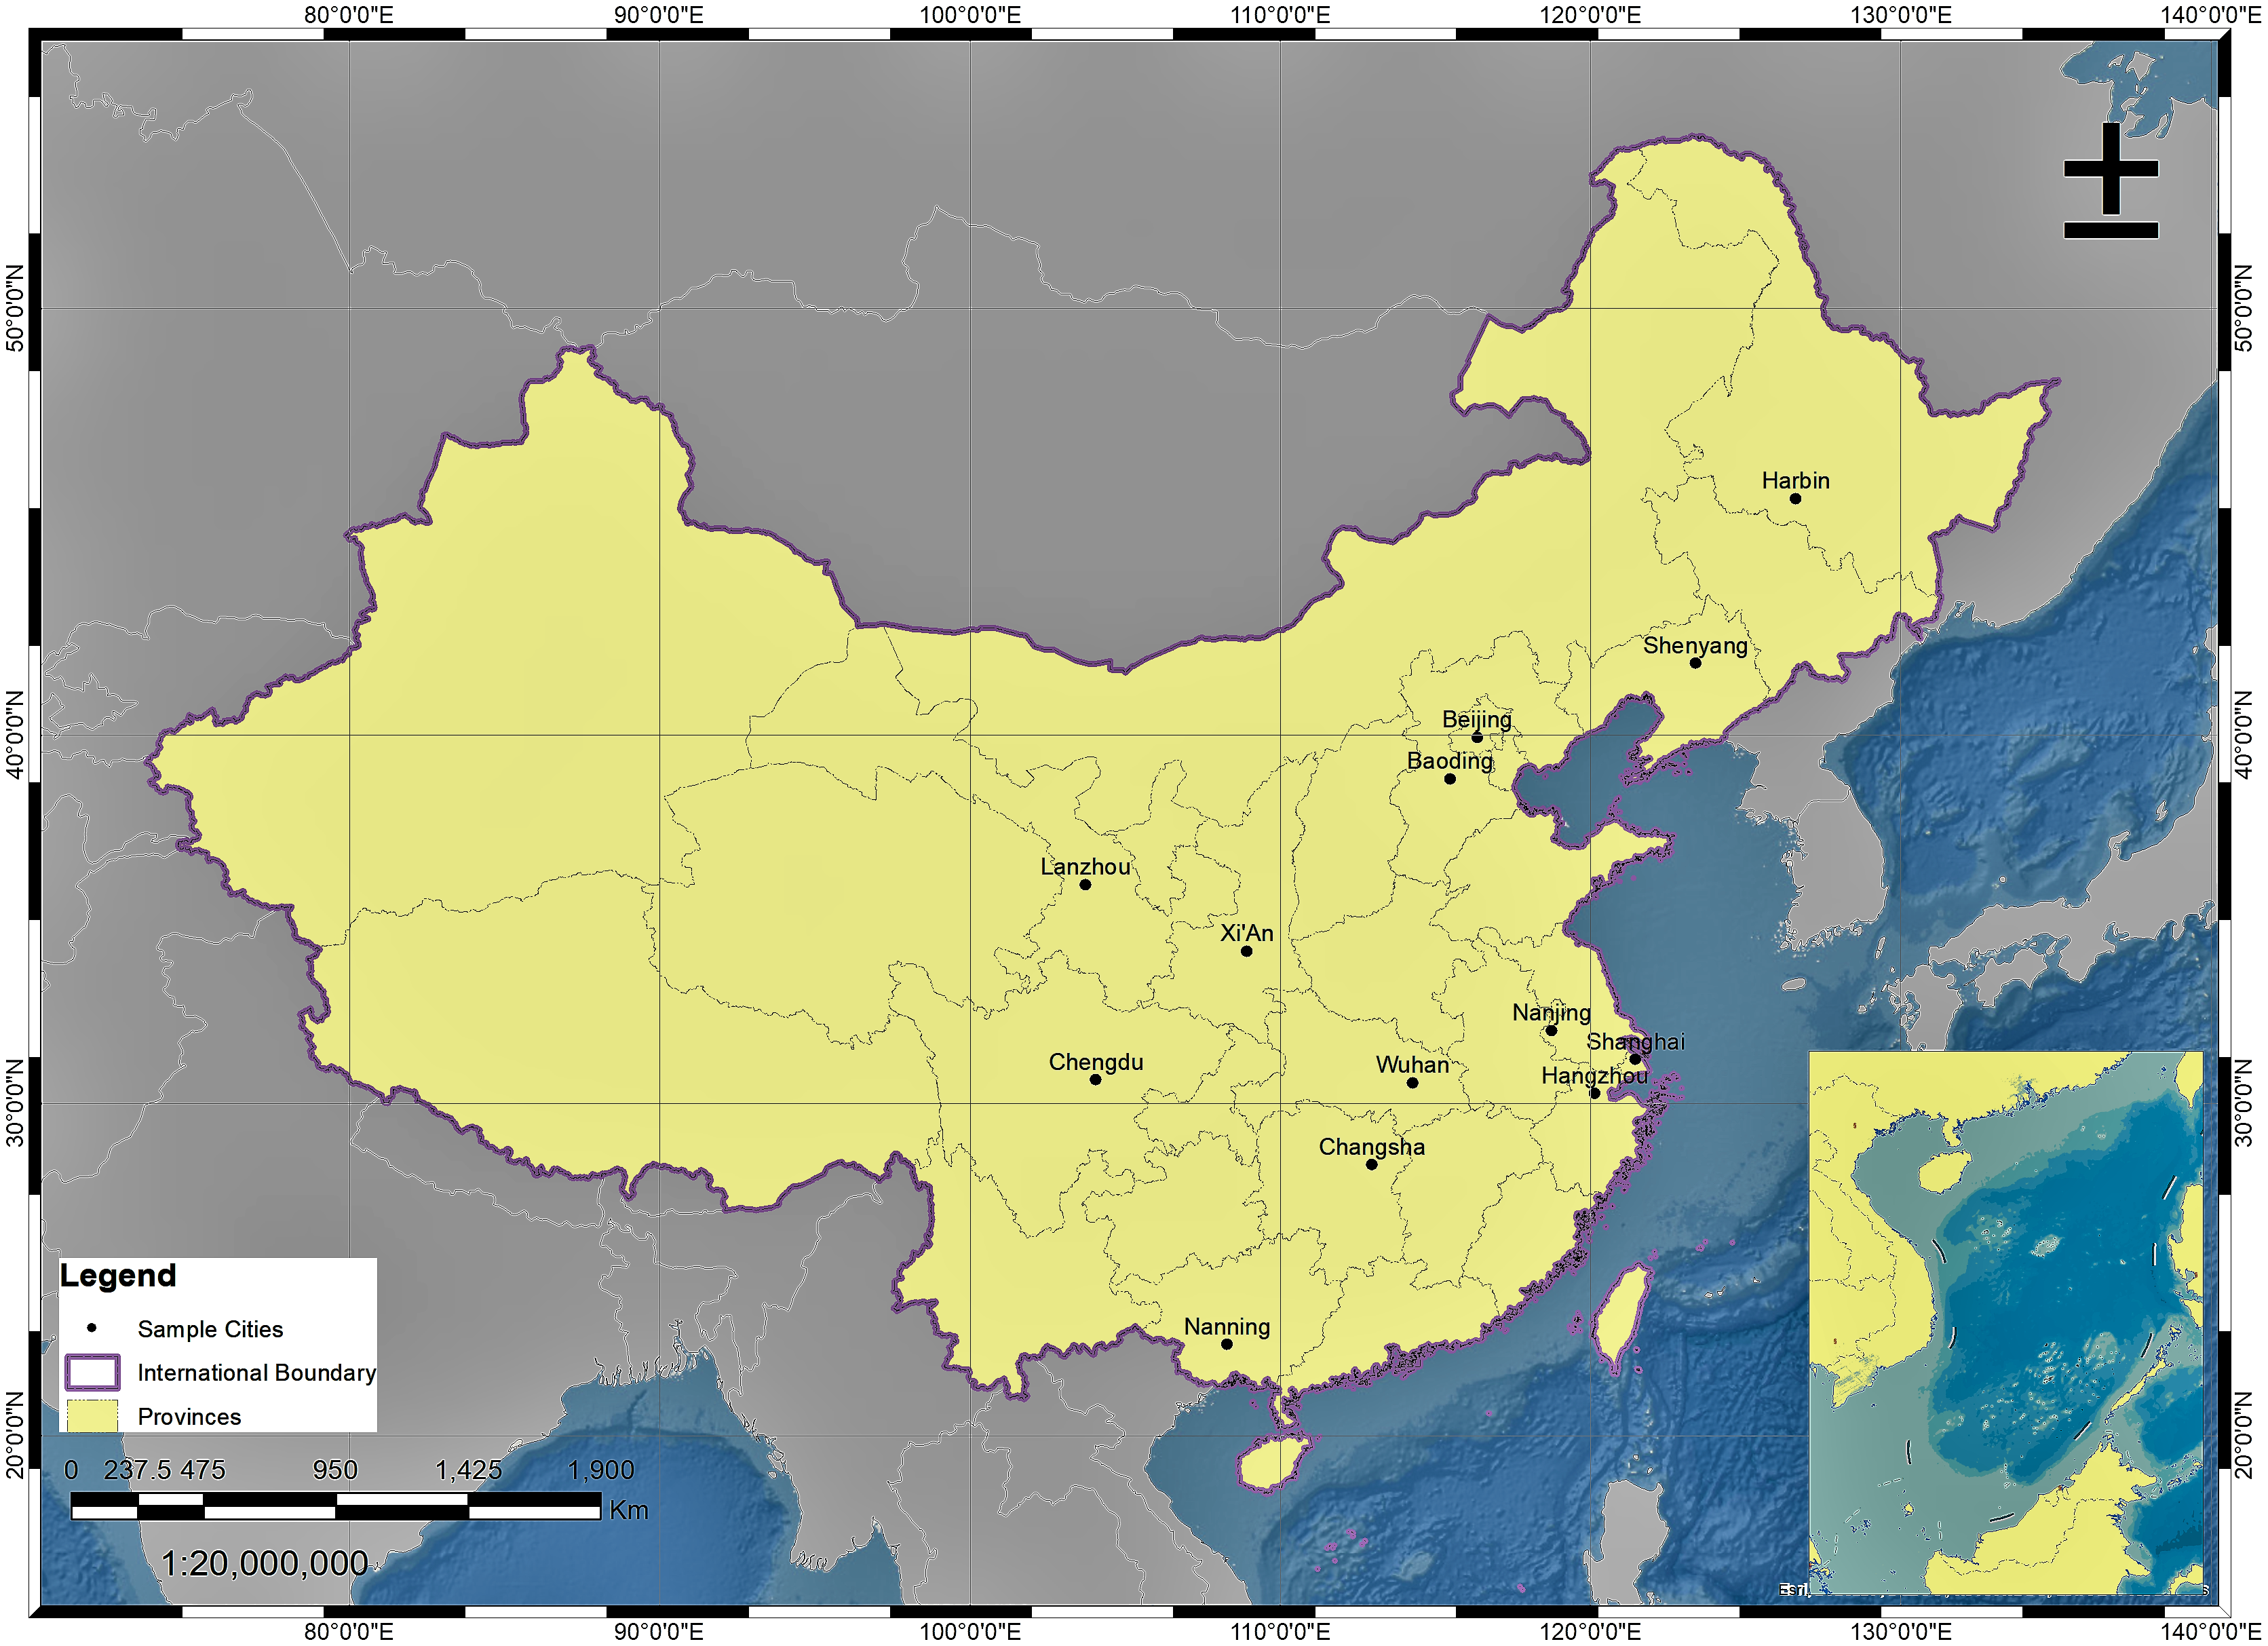 80°0'0"E 90°0'0"E 100°0'0"E 110°0'0"E 120°0'0"E 130°0'0"E 140°0'0"E
50°0'0"N
50°0'0"N
Harbin
Shenyang
40°0'0"N
Beijing
40°0'0"N
Baoding
Lanzhou
Xi'An
Nanjing
Shanghai
Chengdu
Wuhan
Hangzhou
30°0'0"N
30°0'0"N
Changsha
Nanning
Legend
Sample Cities
International Boundary
Provinces
20°0'0"N
20°0'0"N
0 237.5 475 950 1,425 1,900
Km
1:20,000,000
80°0'0"E 90°0'0"E 100°0'0"E 110°0'0"E 120°0'0"E 130°0'0"E 140°0'0"E